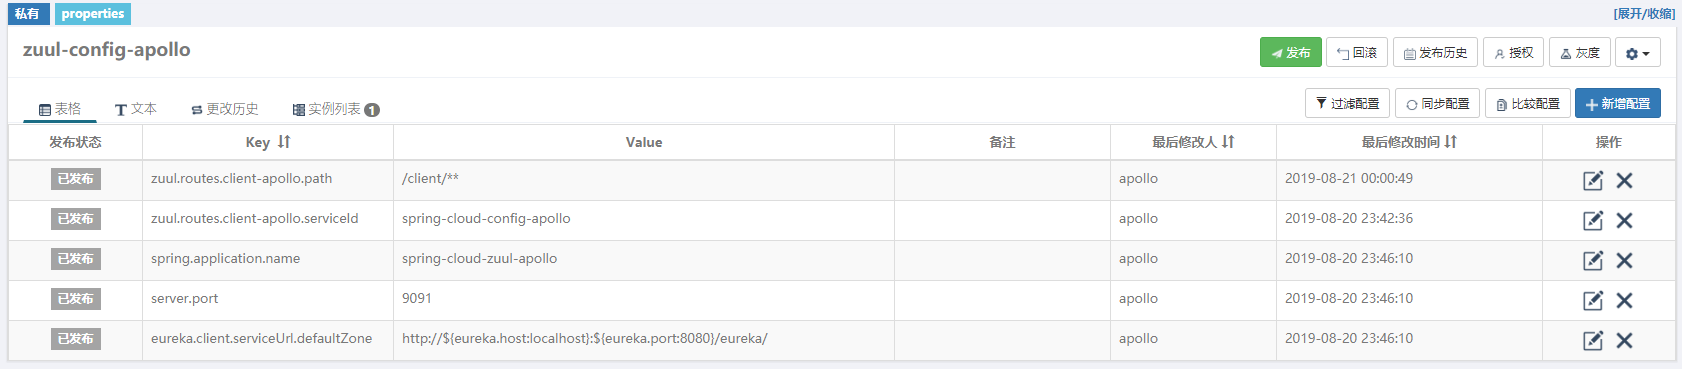 私有 properties [展开/收缩]
zuul-config-apollo 发布 回滚 发布历史 授权 灰度
表格 文本 更改历史 实例列表 1 过滤配置 同步配置 比较配置 新增配置
发布状态 Key Value 备注 最后修改人 最后修改时间 操作
已发布 zuul.routes.client-apollo.path /client/** apollo 2019-08-21 00:00:49
已发布 zuul.routes.client-apollo.serviceId spring-cloud-config-apollo apollo 2019-08-20 23:42:36
已发布 spring.application.name spring-cloud-zuul-apollo apollo 2019-08-20 23:46:10
已发布 server.port 9091 apollo 2019-08-20 23:46:10
已发布 eureka.client.serviceUrl.defaultZone http://${eureka.host:localhost}:${eureka.port:8080}/eureka/ apollo 2019-08-20 23:46:10